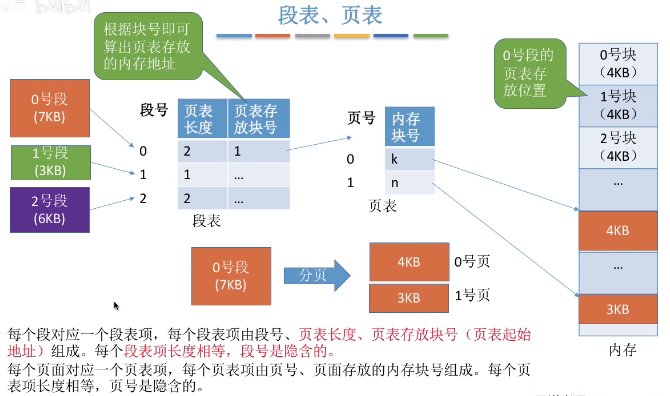 段表、页表
根据块号即可
算出页表存放
的内存地址
0号段的
页表存
放位置
0号段
(7KB)
1号段
(3KB)
2号段
(6KB)
段号 页表长度 页表存放块号
0 2 1
1 1 ...
2 2 ...
段表
页号 内存块号
0 k
1 n
页表
0号块
(4KB)
1号块
(4KB)
2号块
(4KB)
...
4KB
...
3KB
内存
0号段
(7KB)
分页
4KB 0号页
3KB 1号页
每个段对应一个段表项，每个段表项由段号、页表长度、页表存放块号（页表起始
地址）组成。每个段表项长度相等，段号是隐含的。
每个页面对应一个页表项，每个页表项由页号、页面存放的内存块号组成。每个页
表项长度相等，页号是隐含的。